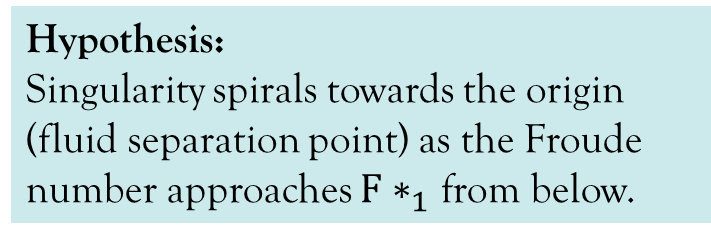 Hypothesis:
Singularity spirals towards the origin
(fluid separation point) as the Froude
number approaches F *₁ from below.